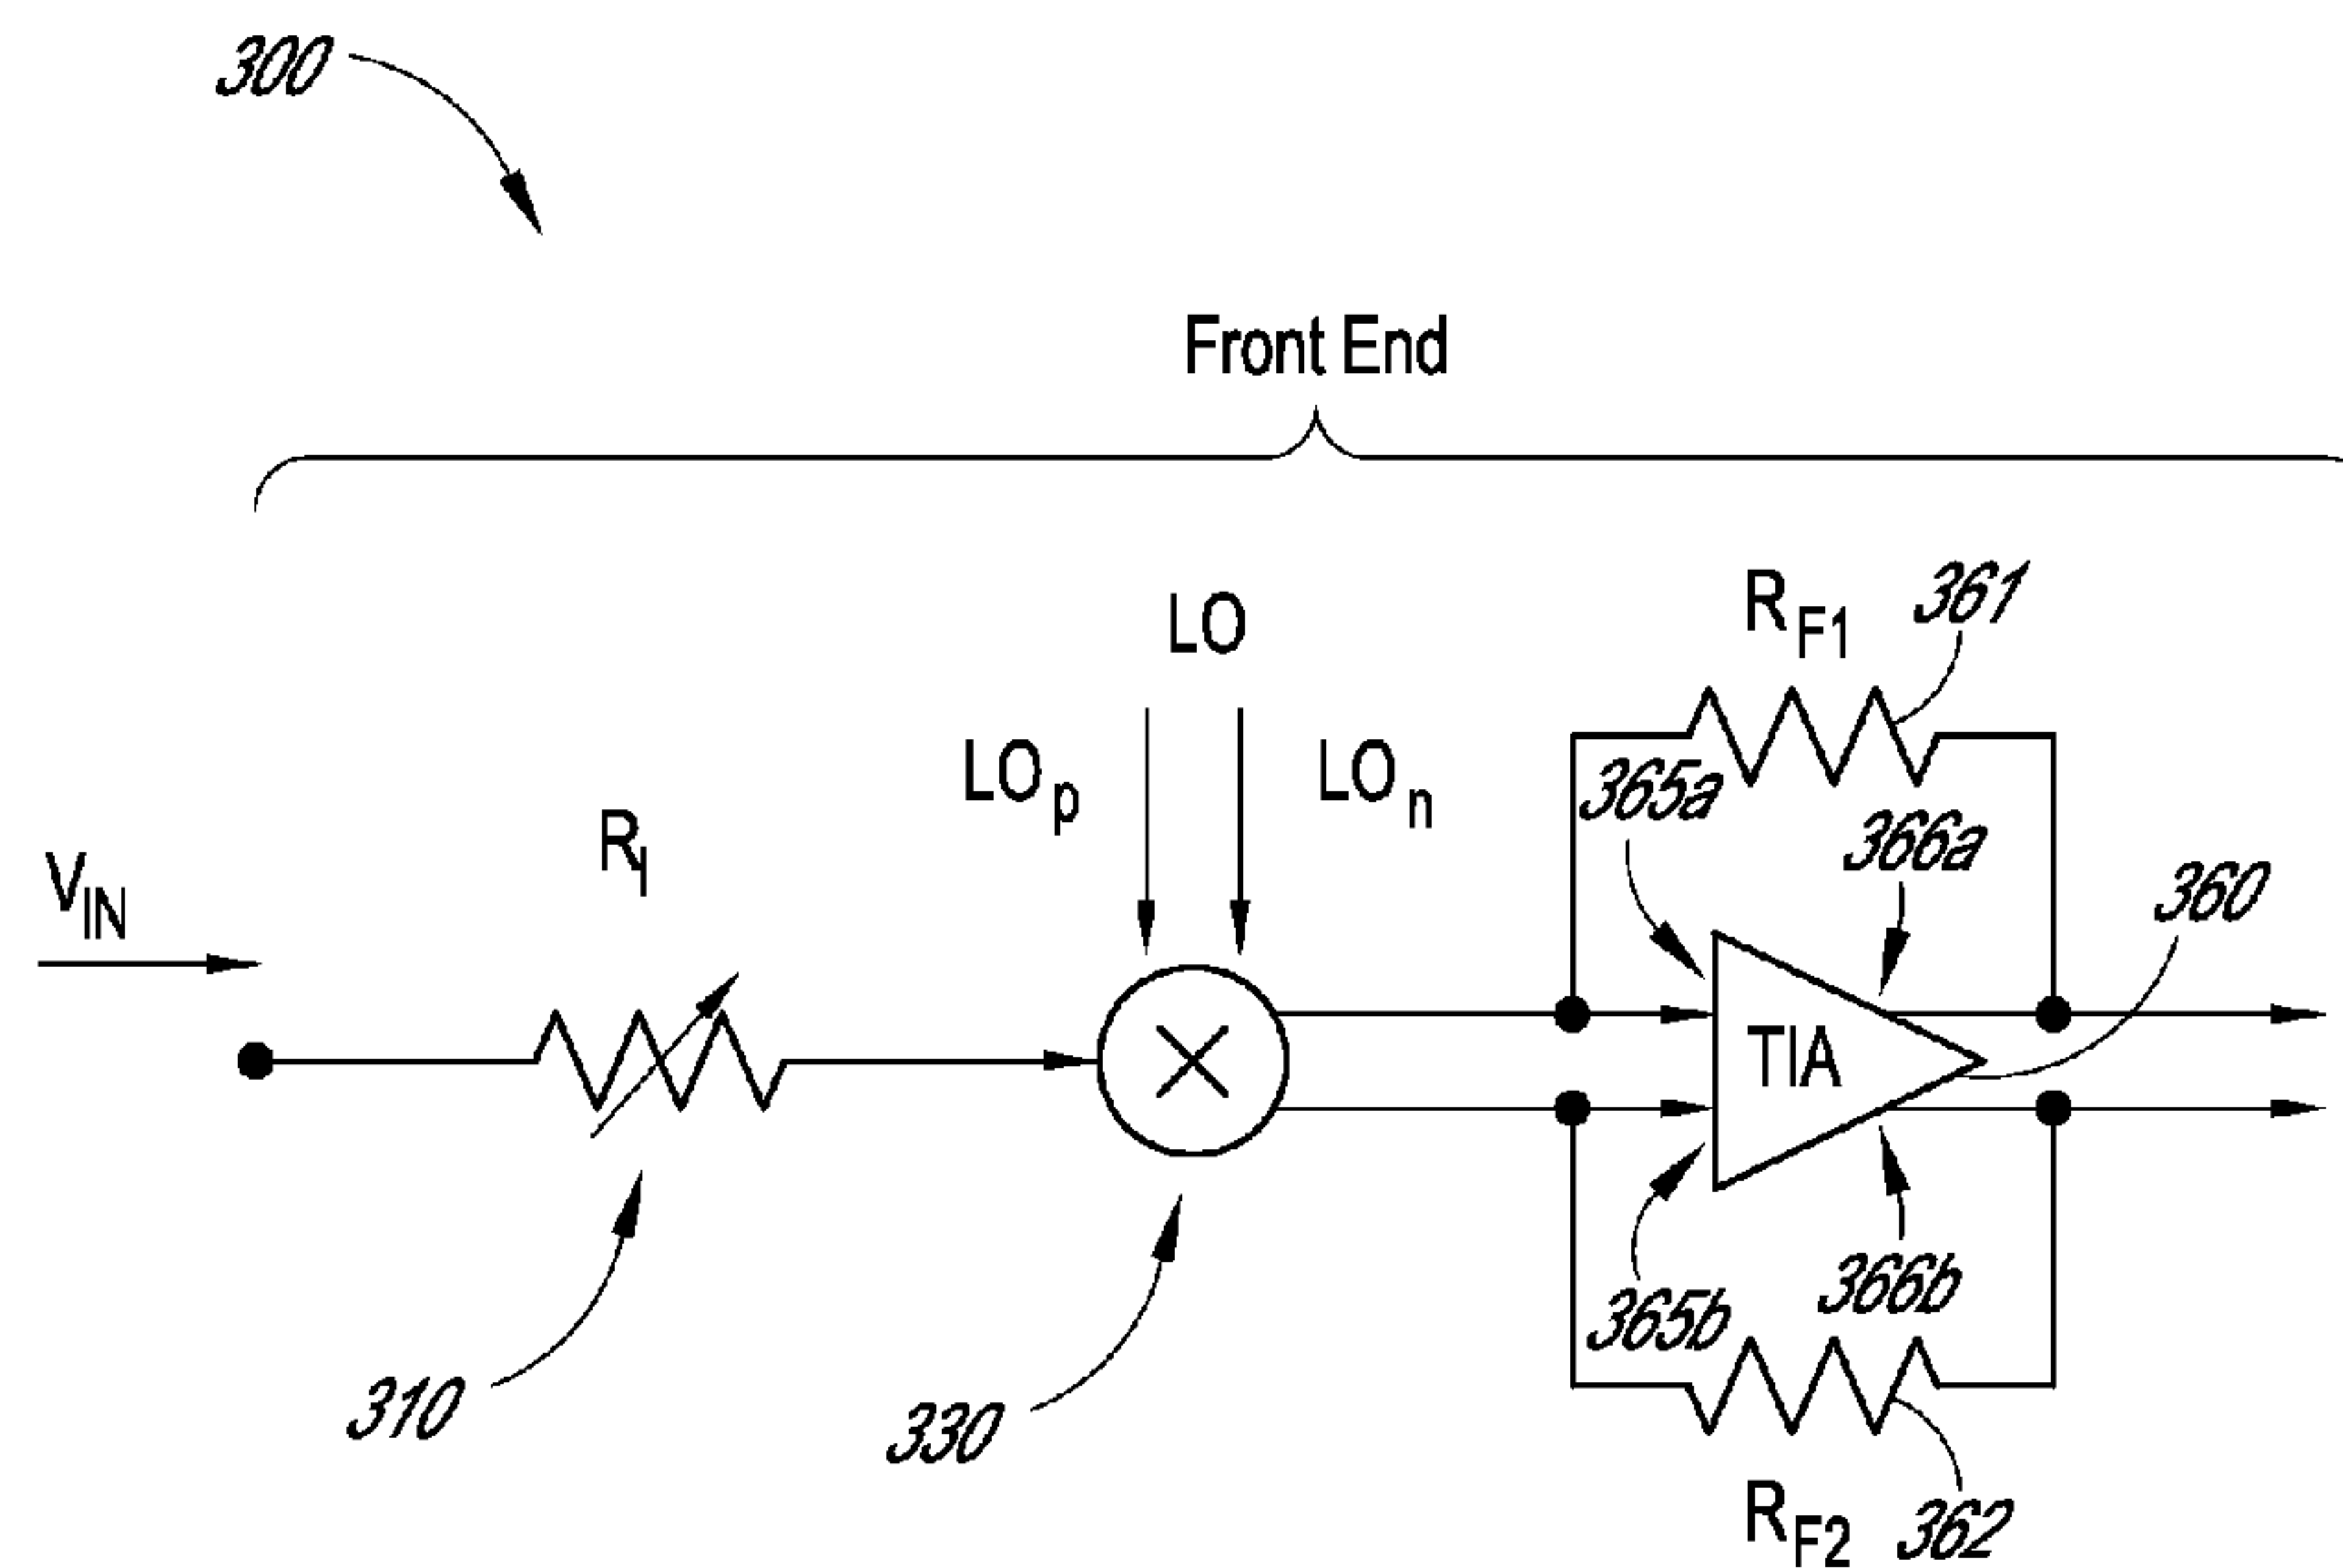 300
Front End
LO
R_F1 361
LO_p LO_n
365a
366a
R_I
V_IN
360
TIA
365b 366b
310
330
R_F2 362